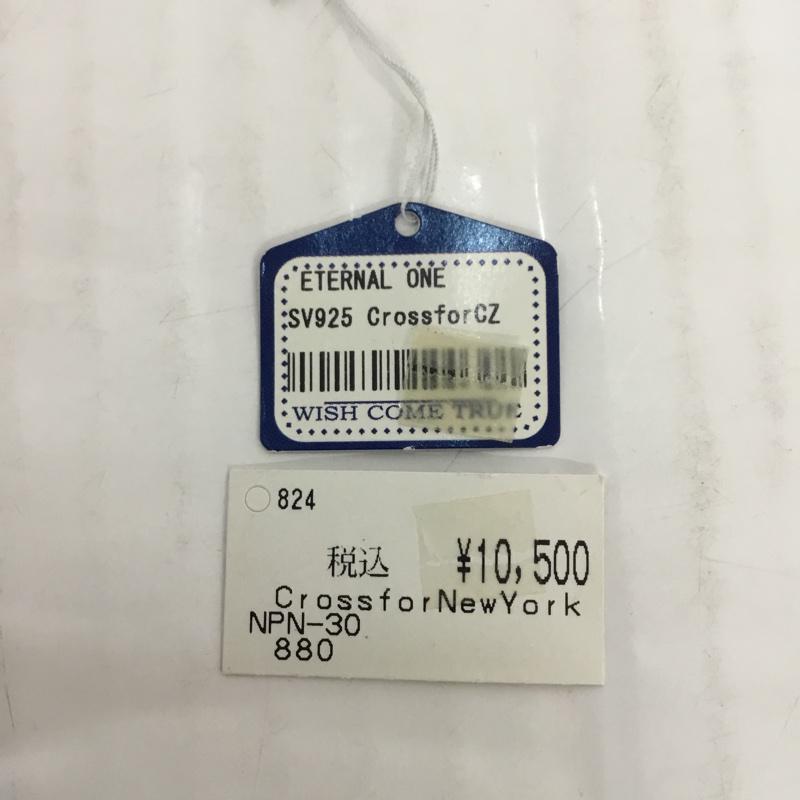 ETERNAL ONE
SV925 CrossforCZ
WISH COME TRUE
824
税込 ¥10,500
CrossforNewYork
NPN-30
880